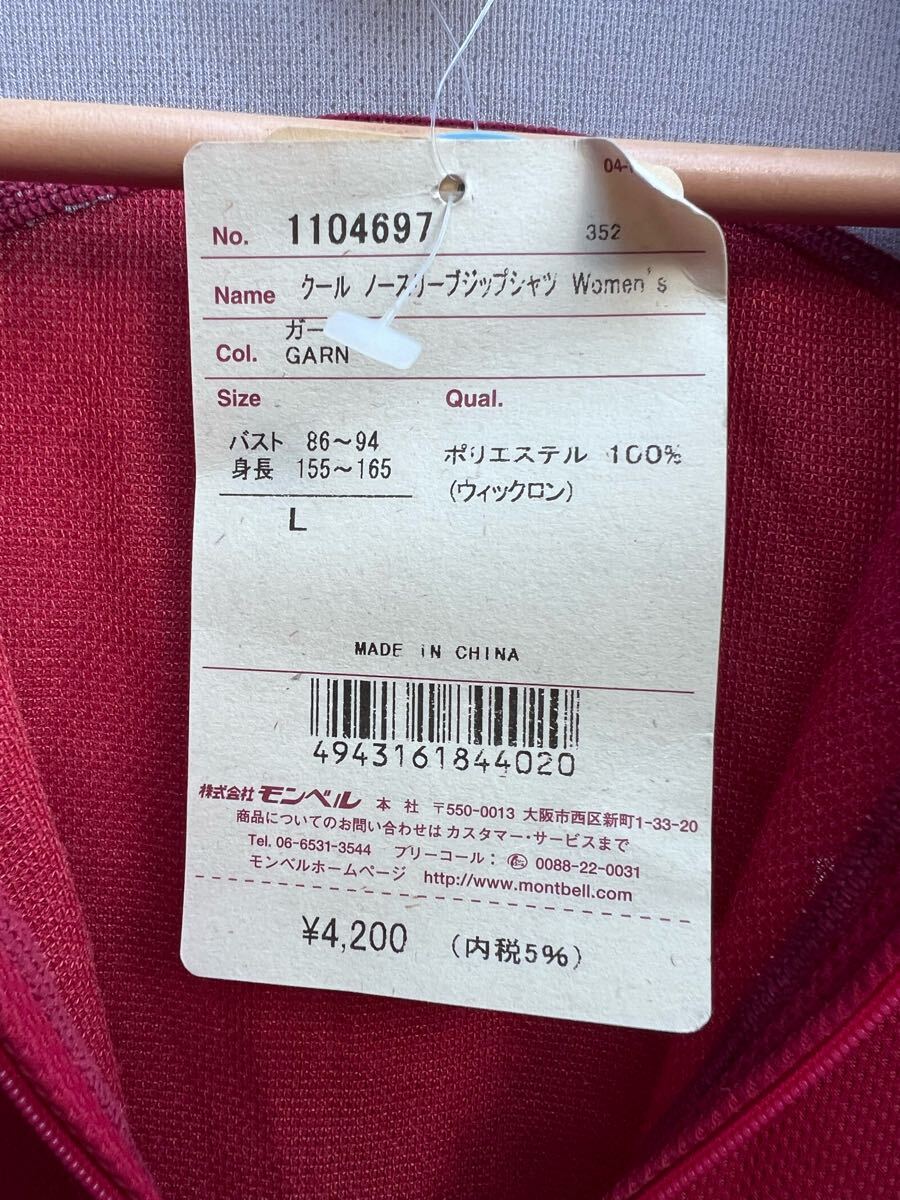 04-
No. 1104697 352
Name クール ノースリーブジップシャツ Women's
ガー
Col. GARN
Size Qual.
バスト 86～94
身長 155～165
ポリエステル 100%
(ウィックロン)
L
MADE iN CHINA
4943161844020
株式会社 モンベル 本 社 〒550-0013 大阪市西区新町1-33-20
商品についてのお問い合わせは カスタマー・サービスまで
Tel. 06-6531-3544 フリーコール： 0088-22-0031
モンベルホームページ http://www.montbell.com
¥4,200 (内税5%)